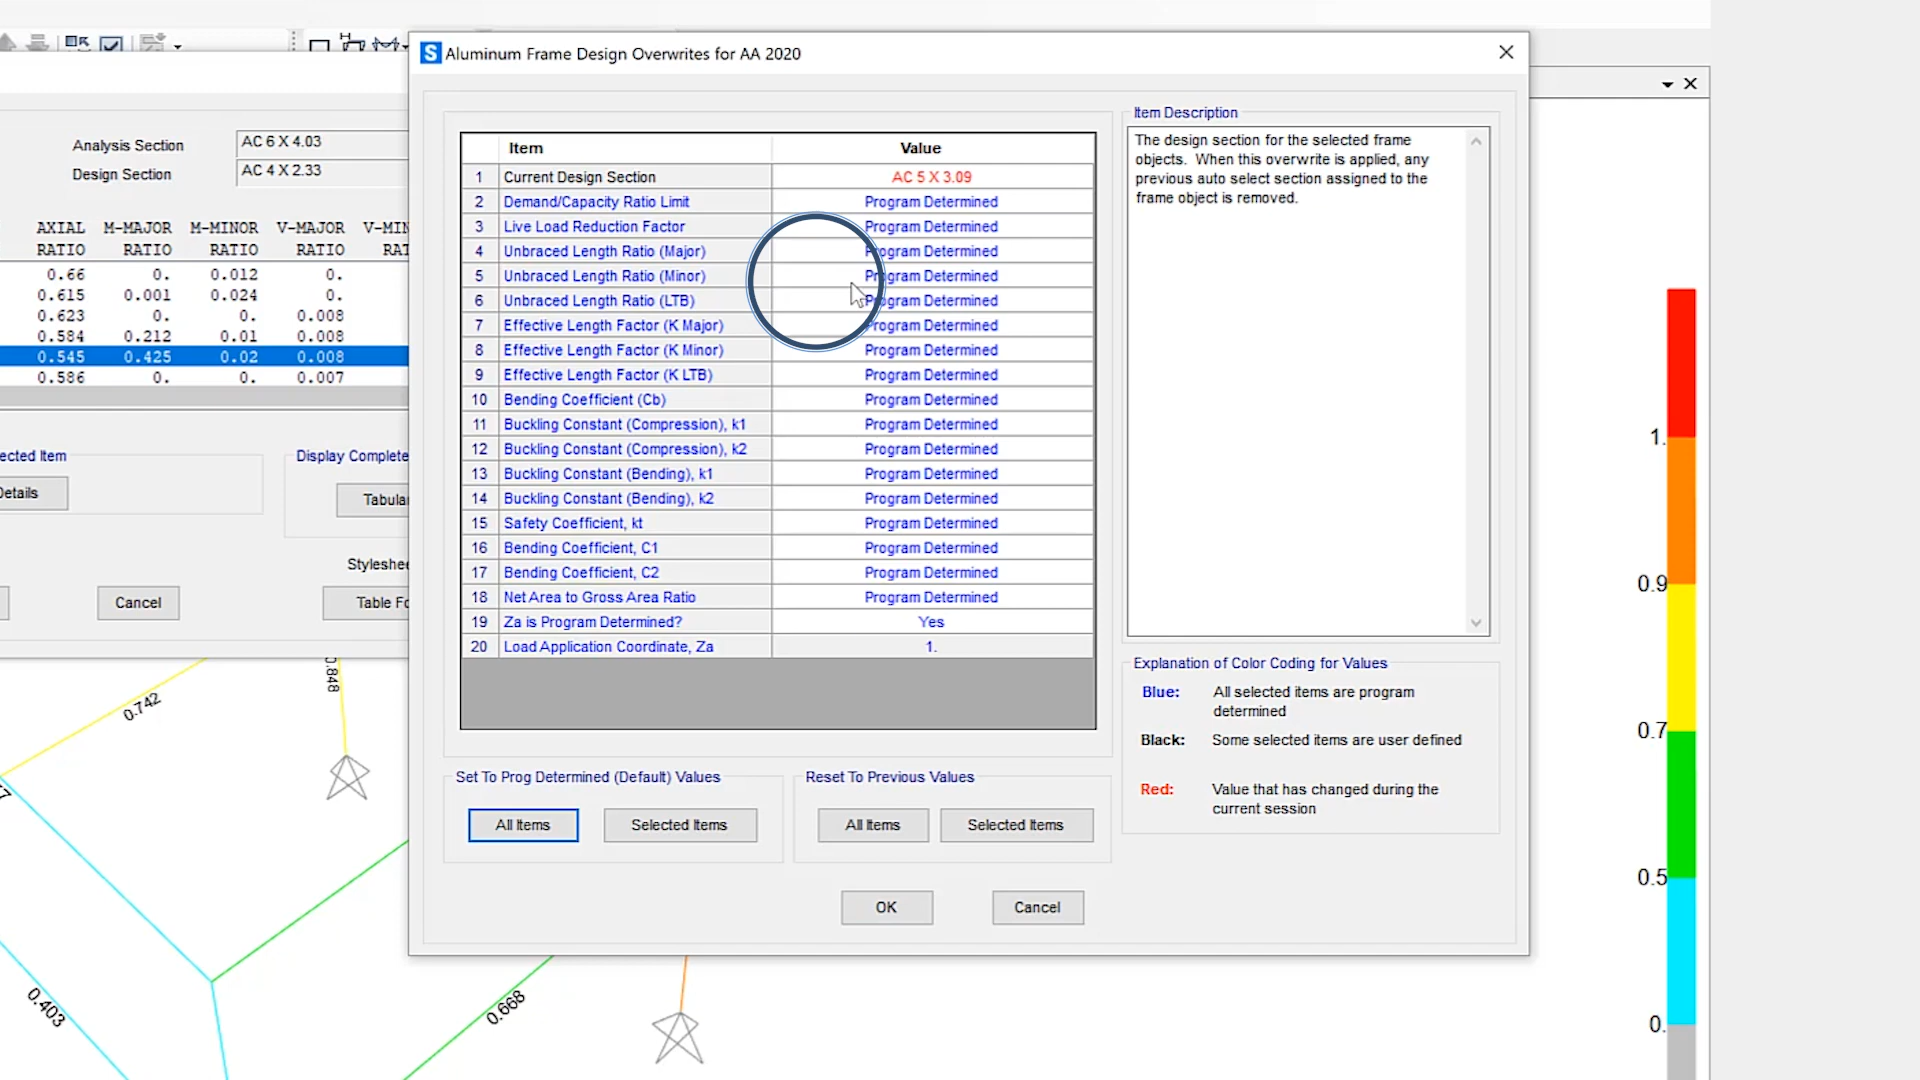 S Aluminum Frame Design Overwrites for AA 2020
Analysis Section AC 6 X 4.03
Design Section AC 4 X 2.33
AXIAL M-MAJOR M-MINOR V-MAJOR V-MIN
RATIO RATIO RATIO RATIO RAT
0.66 0. 0.012 0.
0.615 0.001 0.024 0.
0.623 0. 0. 0.008
0.584 0.212 0.01 0.008
0.545 0.425 0.02 0.008
0.586 0. 0. 0.007
ected Item
Details
Display Complete
Tabular
Styleshee
Cancel
Table Fo
Item Value
1 Current Design Section AC 5 X 3.09
2 Demand/Capacity Ratio Limit Program Determined
3 Live Load Reduction Factor Program Determined
4 Unbraced Length Ratio (Major) Program Determined
5 Unbraced Length Ratio (Minor) Program Determined
6 Unbraced Length Ratio (LTB) Program Determined
7 Effective Length Factor (K Major) Program Determined
8 Effective Length Factor (K Minor) Program Determined
9 Effective Length Factor (K LTB) Program Determined
10 Bending Coefficient (Cb) Program Determined
11 Buckling Constant (Compression), k1 Program Determined
12 Buckling Constant (Compression), k2 Program Determined
13 Buckling Constant (Bending), k1 Program Determined
14 Buckling Constant (Bending), k2 Program Determined
15 Safety Coefficient, kt Program Determined
16 Bending Coefficient, C1 Program Determined
17 Bending Coefficient, C2 Program Determined
18 Net Area to Gross Area Ratio Program Determined
19 Za is Program Determined? Yes
20 Load Application Coordinate, Za 1.
Set To Prog Determined (Default) Values
All Items Selected Items
Reset To Previous Values
All Items Selected Items
OK Cancel
Item Description
The design section for the selected frame
objects. When this overwrite is applied, any
previous auto select section assigned to the
frame object is removed.
Explanation of Color Coding for Values
Blue: All selected items are program
determined
Black: Some selected items are user defined
Red: Value that has changed during the
current session
1.
0.9
0.7
0.5
0.
0.742
0.848
0.403
0.668